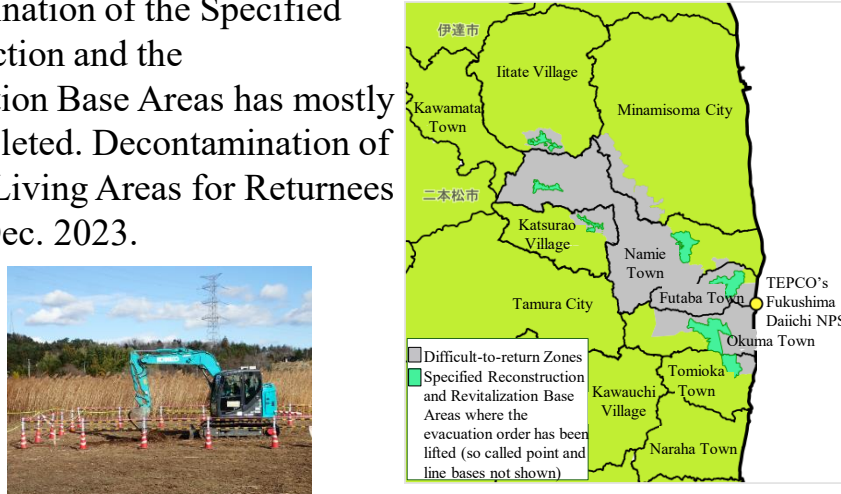 nation of the Specified
ction and the
tion Base Areas has mostly
leted. Decontamination of
Living Areas for Returnees
ec. 2023.
伊達市
Iitate Village
Kawamata
Town
Minamisoma City
二本松市
Katsurao
Village
Namie
Town
Tamura City
Futaba Town
TEPCO's
Fukushima
Daiichi NPS
Okuma Town
Tomioka
Town
Kawauchi
Village
Naraha Town
Difficult-to-return Zones
Specified Reconstruction
and Revitalization Base
Areas where the
evacuation order has been
lifted (so called point and
line bases not shown)